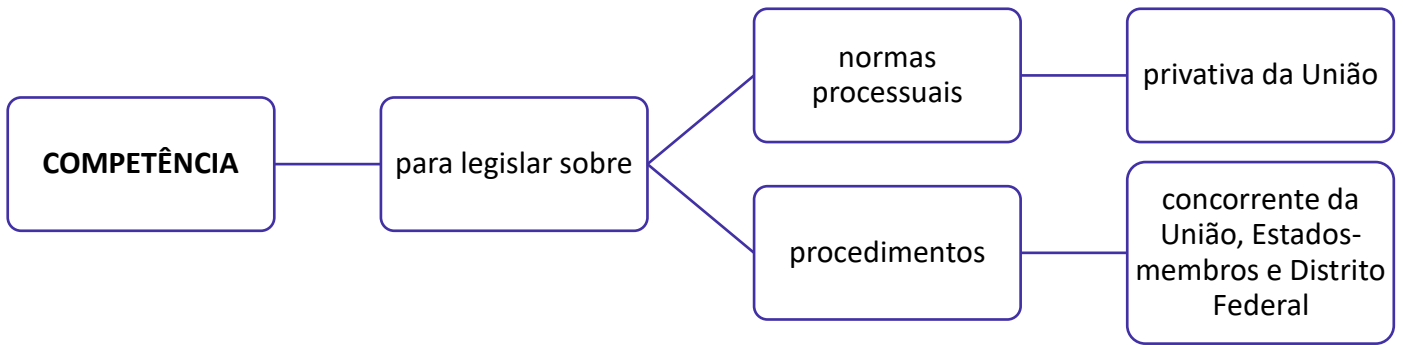 COMPETÊNCIA
para legislar sobre
normas
processuais
privativa da União
procedimentos
concorrente da
União, Estados-
membros e Distrito
Federal